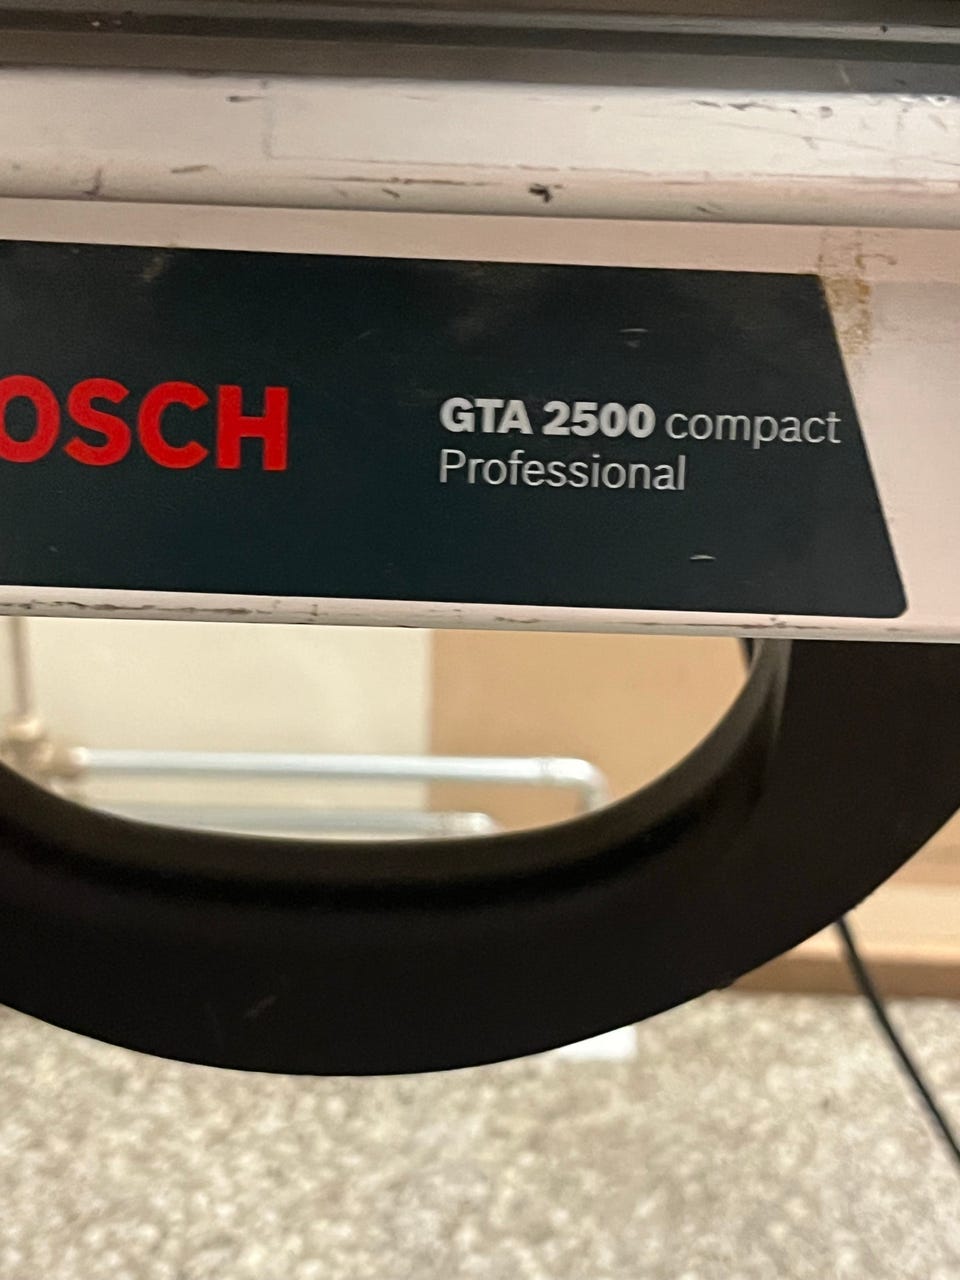 OSCH
GTA 2500 compact
Professional